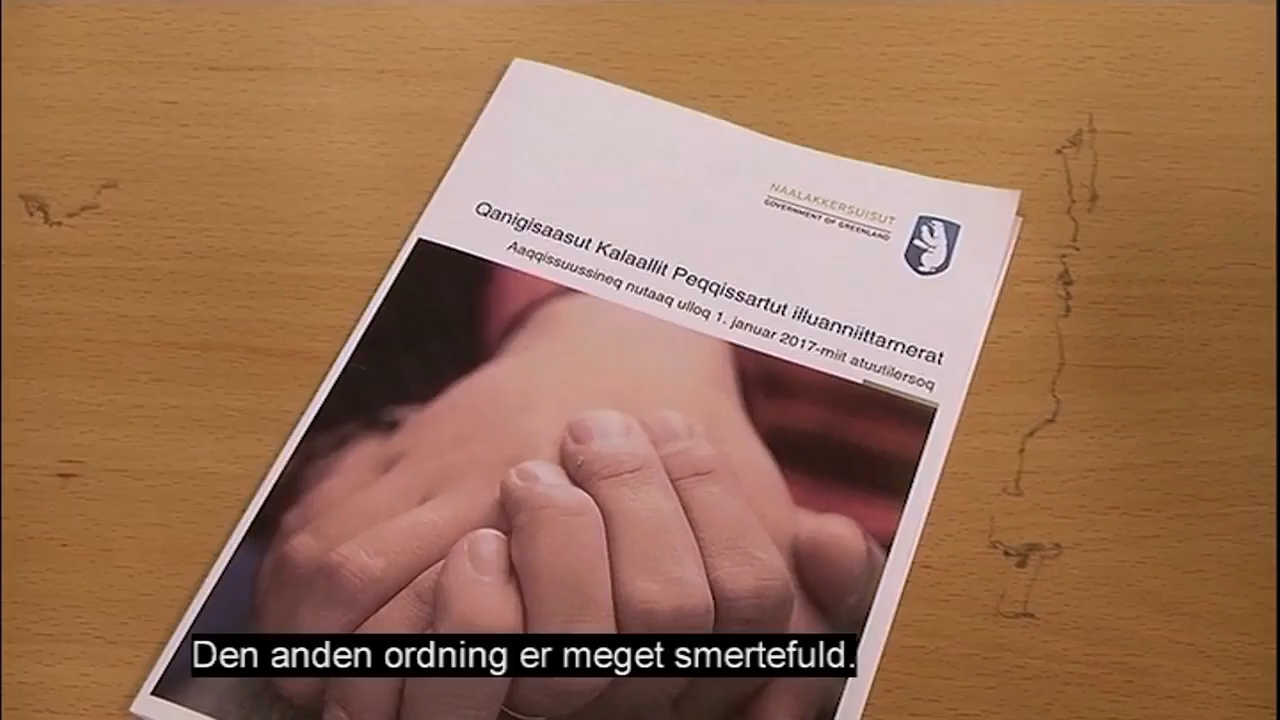 NAALAKKERSUISUT
GOVERNMENT OF GREENLAND
Qanigisaasut Kalaallit Peqqissartut illuanniittarnerat
Aaqqissuussineq nutaaq ulloq 1. januar 2017-miit atuutilersoq
Den anden ordning er meget smertefuld.